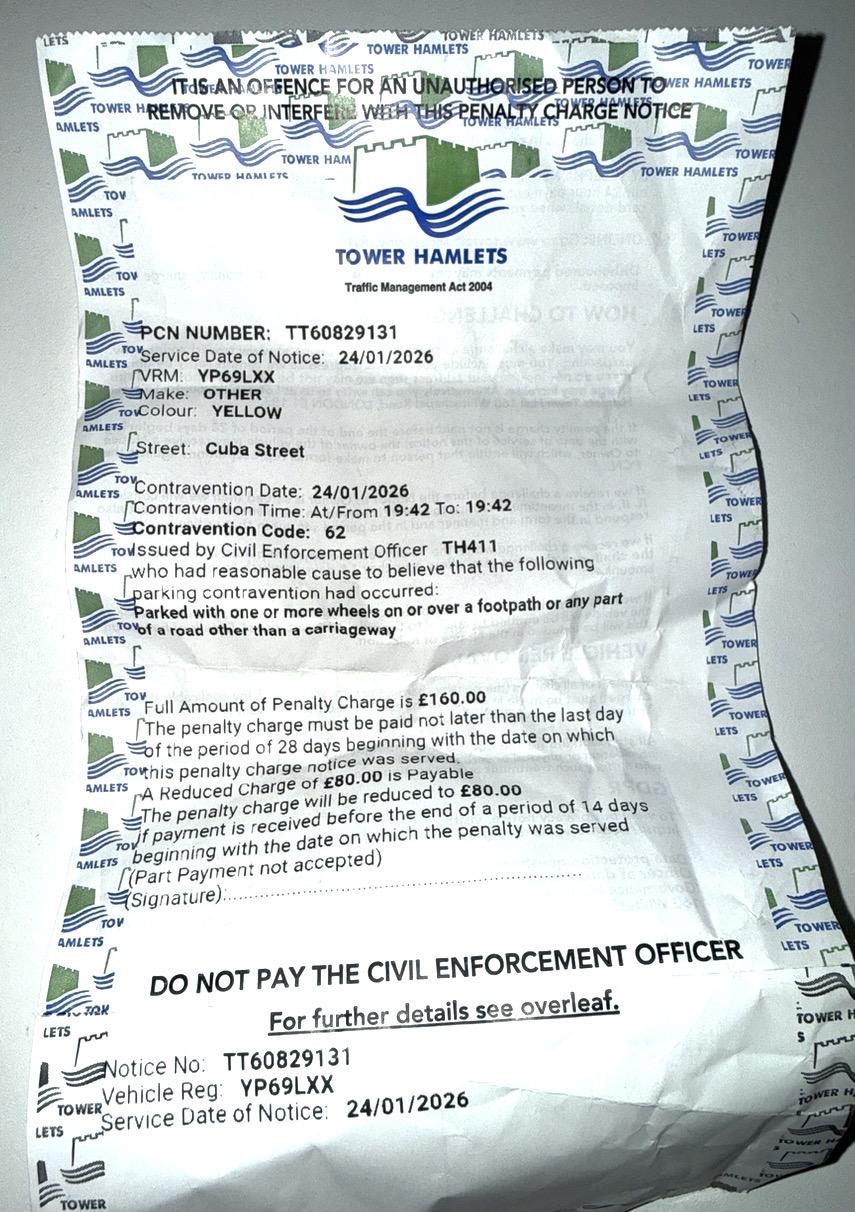 IT IS AN OFFENCE FOR AN UNAUTHORISED PERSON TO
REMOVE OR INTERFERE WITH THIS PENALTY CHARGE NOTICE
TOWER HAMLETS
Traffic Management Act 2004
PCN NUMBER: TT60829131
Service Date of Notice: 24/01/2026
VRM: YP69LXX
Make: OTHER
Colour: YELLOW
Street: Cuba Street
Contravention Date: 24/01/2026
Contravention Time: At/From 19:42 To: 19:42
Contravention Code: 62
Issued by Civil Enforcement Officer TH411
who had reasonable cause to believe that the following
parking contravention had occurred:
Parked with one or more wheels on or over a footpath or any part
of a road other than a carriageway
Full Amount of Penalty Charge is £160.00
The penalty charge must be paid not later than the last day
of the period of 28 days beginning with the date on which
this penalty charge notice was served.
A Reduced Charge of £80.00 is Payable
The penalty charge will be reduced to £80.00
if payment is received before the end of a period of 14 days
beginning with the date on which the penalty was served
(Part Payment not accepted)
(Signature):
DO NOT PAY THE CIVIL ENFORCEMENT OFFICER
For further details see overleaf.
Notice No: TT60829131
Vehicle Reg: YP69LXX
Service Date of Notice: 24/01/2026